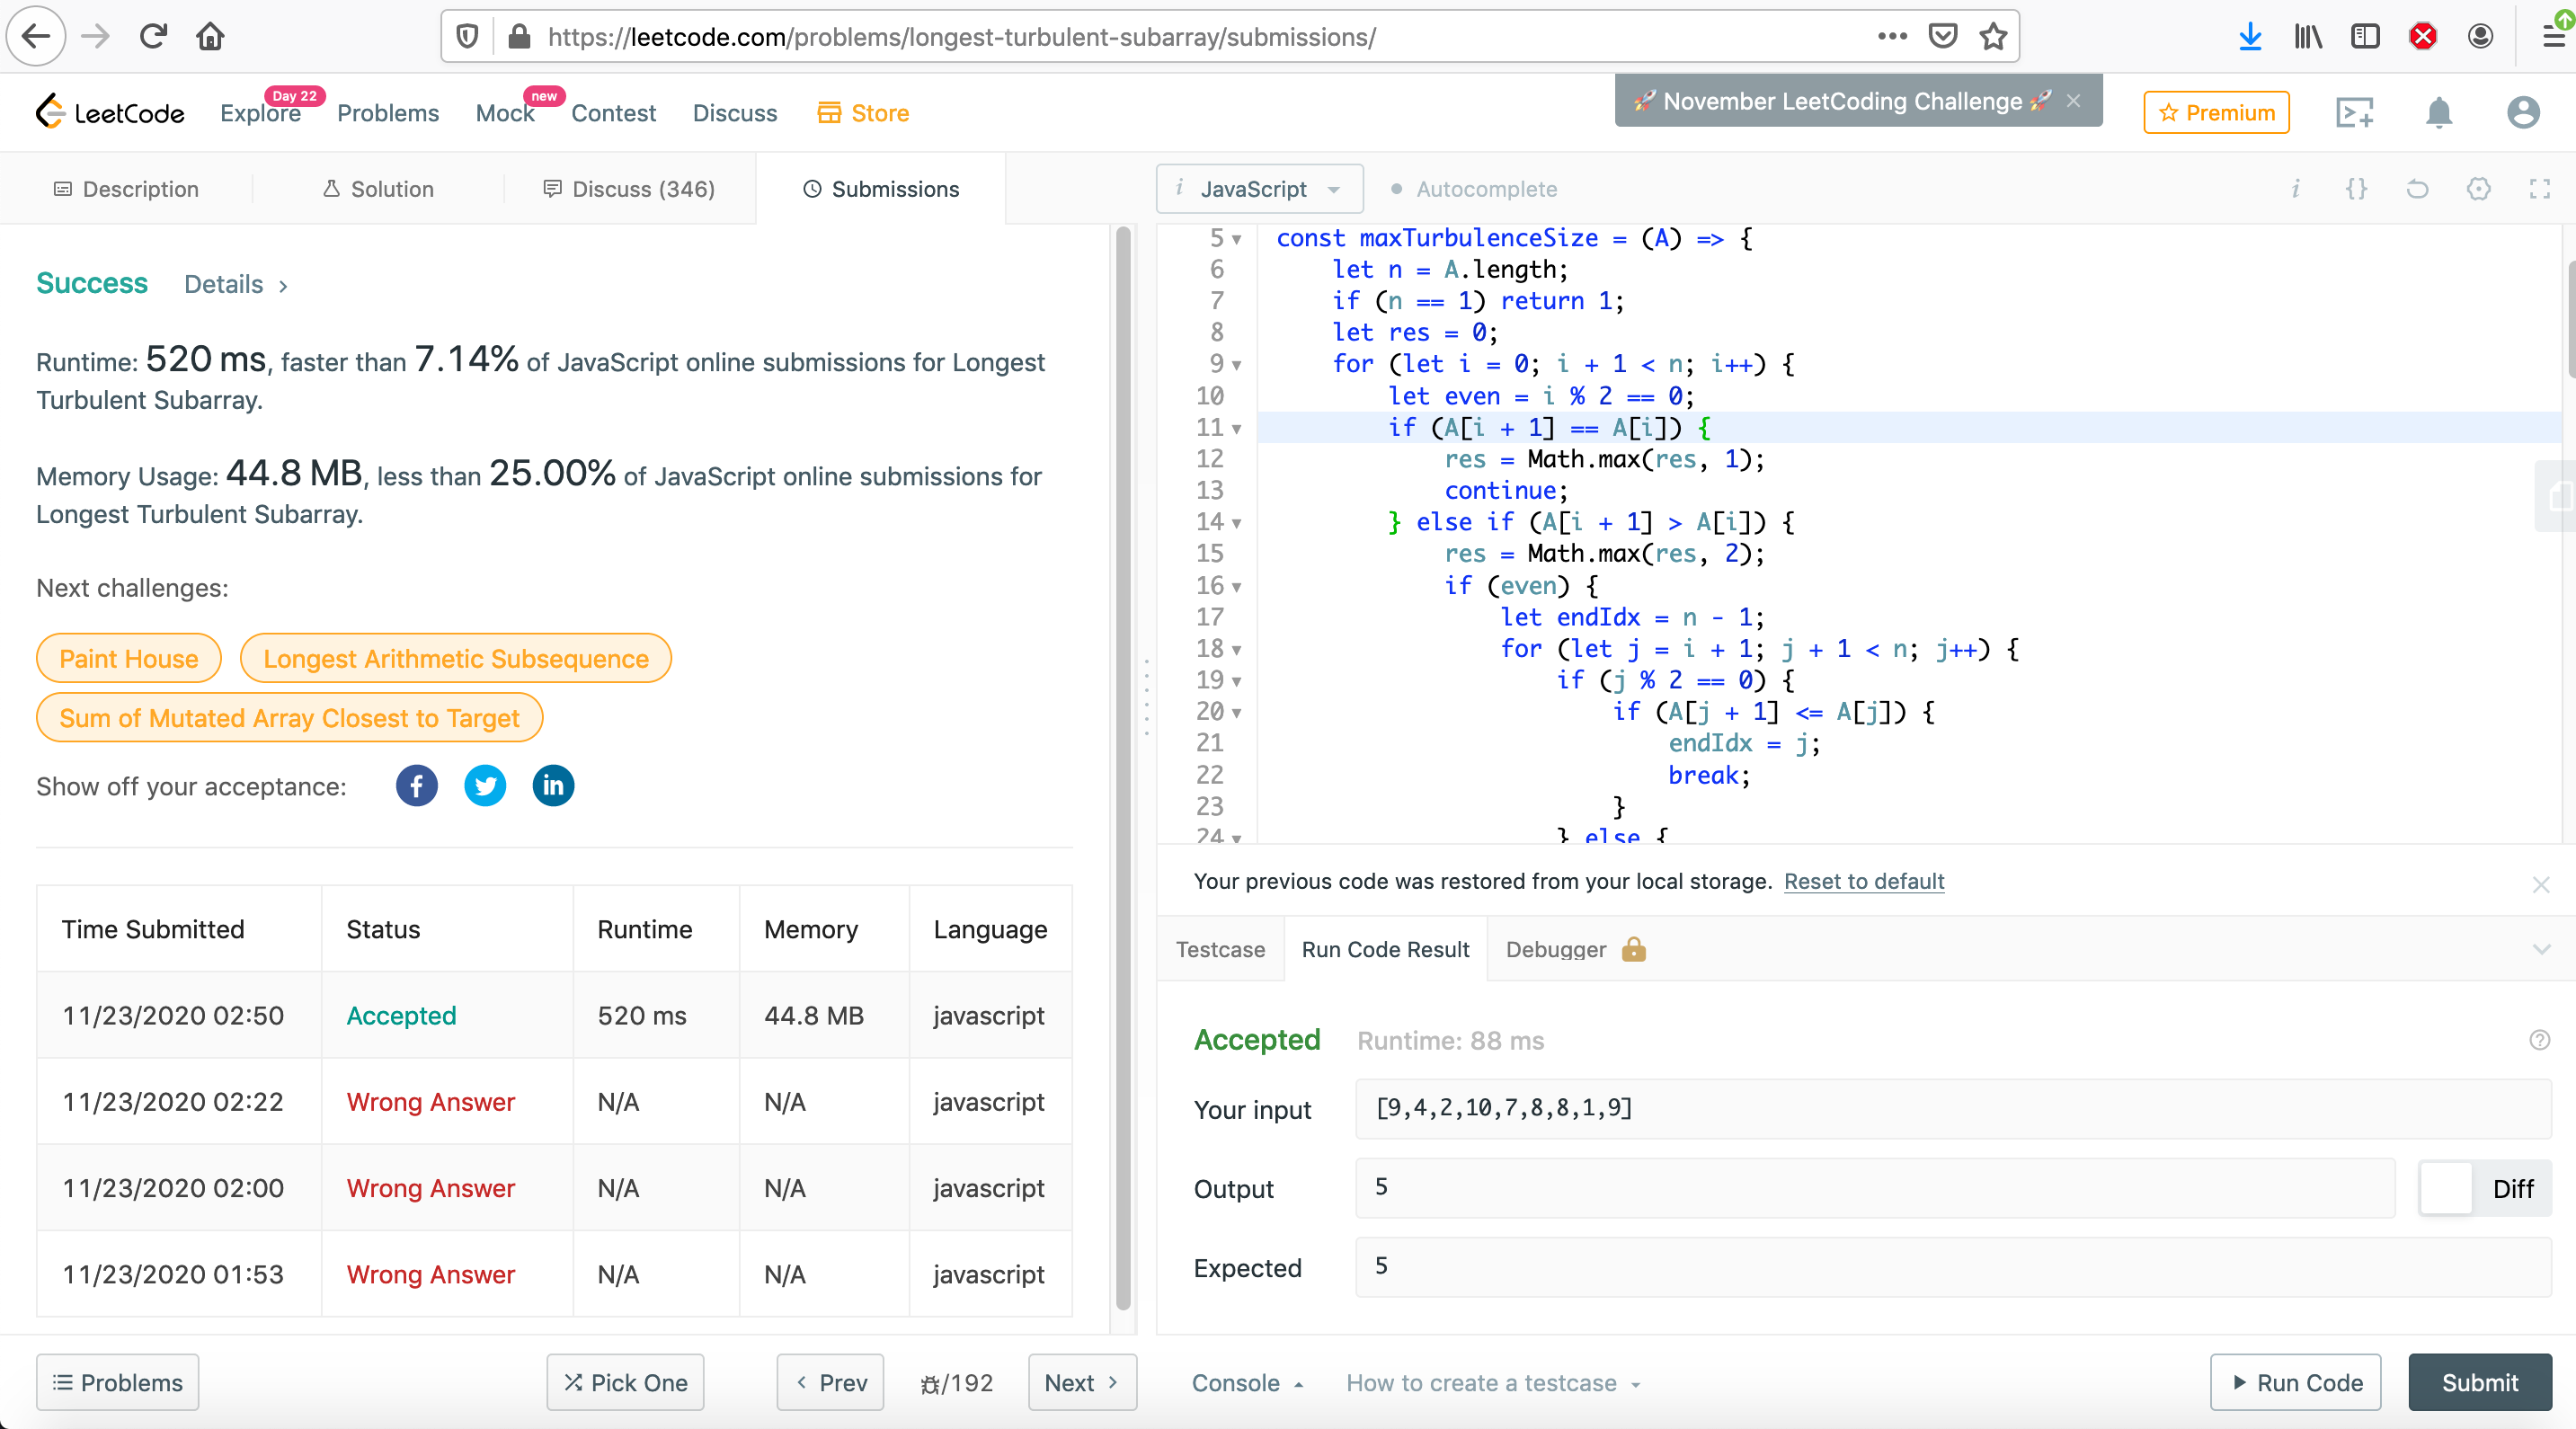 https://leetcode.com/problems/longest-turbulent-subarray/submissions/
LeetCode
Explore
Day 22
Problems
Mock
new
Contest
Discuss
Store
🚀 November LeetCoding Challenge 🚀
Premium
Description
Solution
Discuss (346)
Submissions
i JavaScript
Autocomplete
Success Details
Runtime: 520 ms, faster than 7.14% of JavaScript online submissions for Longest
Turbulent Subarray.
Memory Usage: 44.8 MB, less than 25.00% of JavaScript online submissions for
Longest Turbulent Subarray.
Next challenges:
Paint House
Longest Arithmetic Subsequence
Sum of Mutated Array Closest to Target
Show off your acceptance:
Time Submitted Status Runtime Memory Language
11/23/2020 02:50 Accepted 520 ms 44.8 MB javascript
11/23/2020 02:22 Wrong Answer N/A N/A javascript
11/23/2020 02:00 Wrong Answer N/A N/A javascript
11/23/2020 01:53 Wrong Answer N/A N/A javascript
Problems
Pick One
Prev
/192
Next
5 const maxTurbulenceSize = (A) => {
6 let n = A.length;
7 if (n == 1) return 1;
8 let res = 0;
9 for (let i = 0; i + 1 < n; i++) {
10 let even = i % 2 == 0;
11 if (A[i + 1] == A[i]) {
12 res = Math.max(res, 1);
13 continue;
14 } else if (A[i + 1] > A[i]) {
15 res = Math.max(res, 2);
16 if (even) {
17 let endIdx = n - 1;
18 for (let j = i + 1; j + 1 < n; j++) {
19 if (j % 2 == 0) {
20 if (A[j + 1] <= A[j]) {
21 endIdx = j;
22 break;
23 }
24 } else {
Your previous code was restored from your local storage. Reset to default
Testcase
Run Code Result
Debugger
Accepted Runtime: 88 ms
Your input [9,4,2,10,7,8,8,1,9]
Output 5
Diff
Expected 5
Console
How to create a testcase
Run Code
Submit